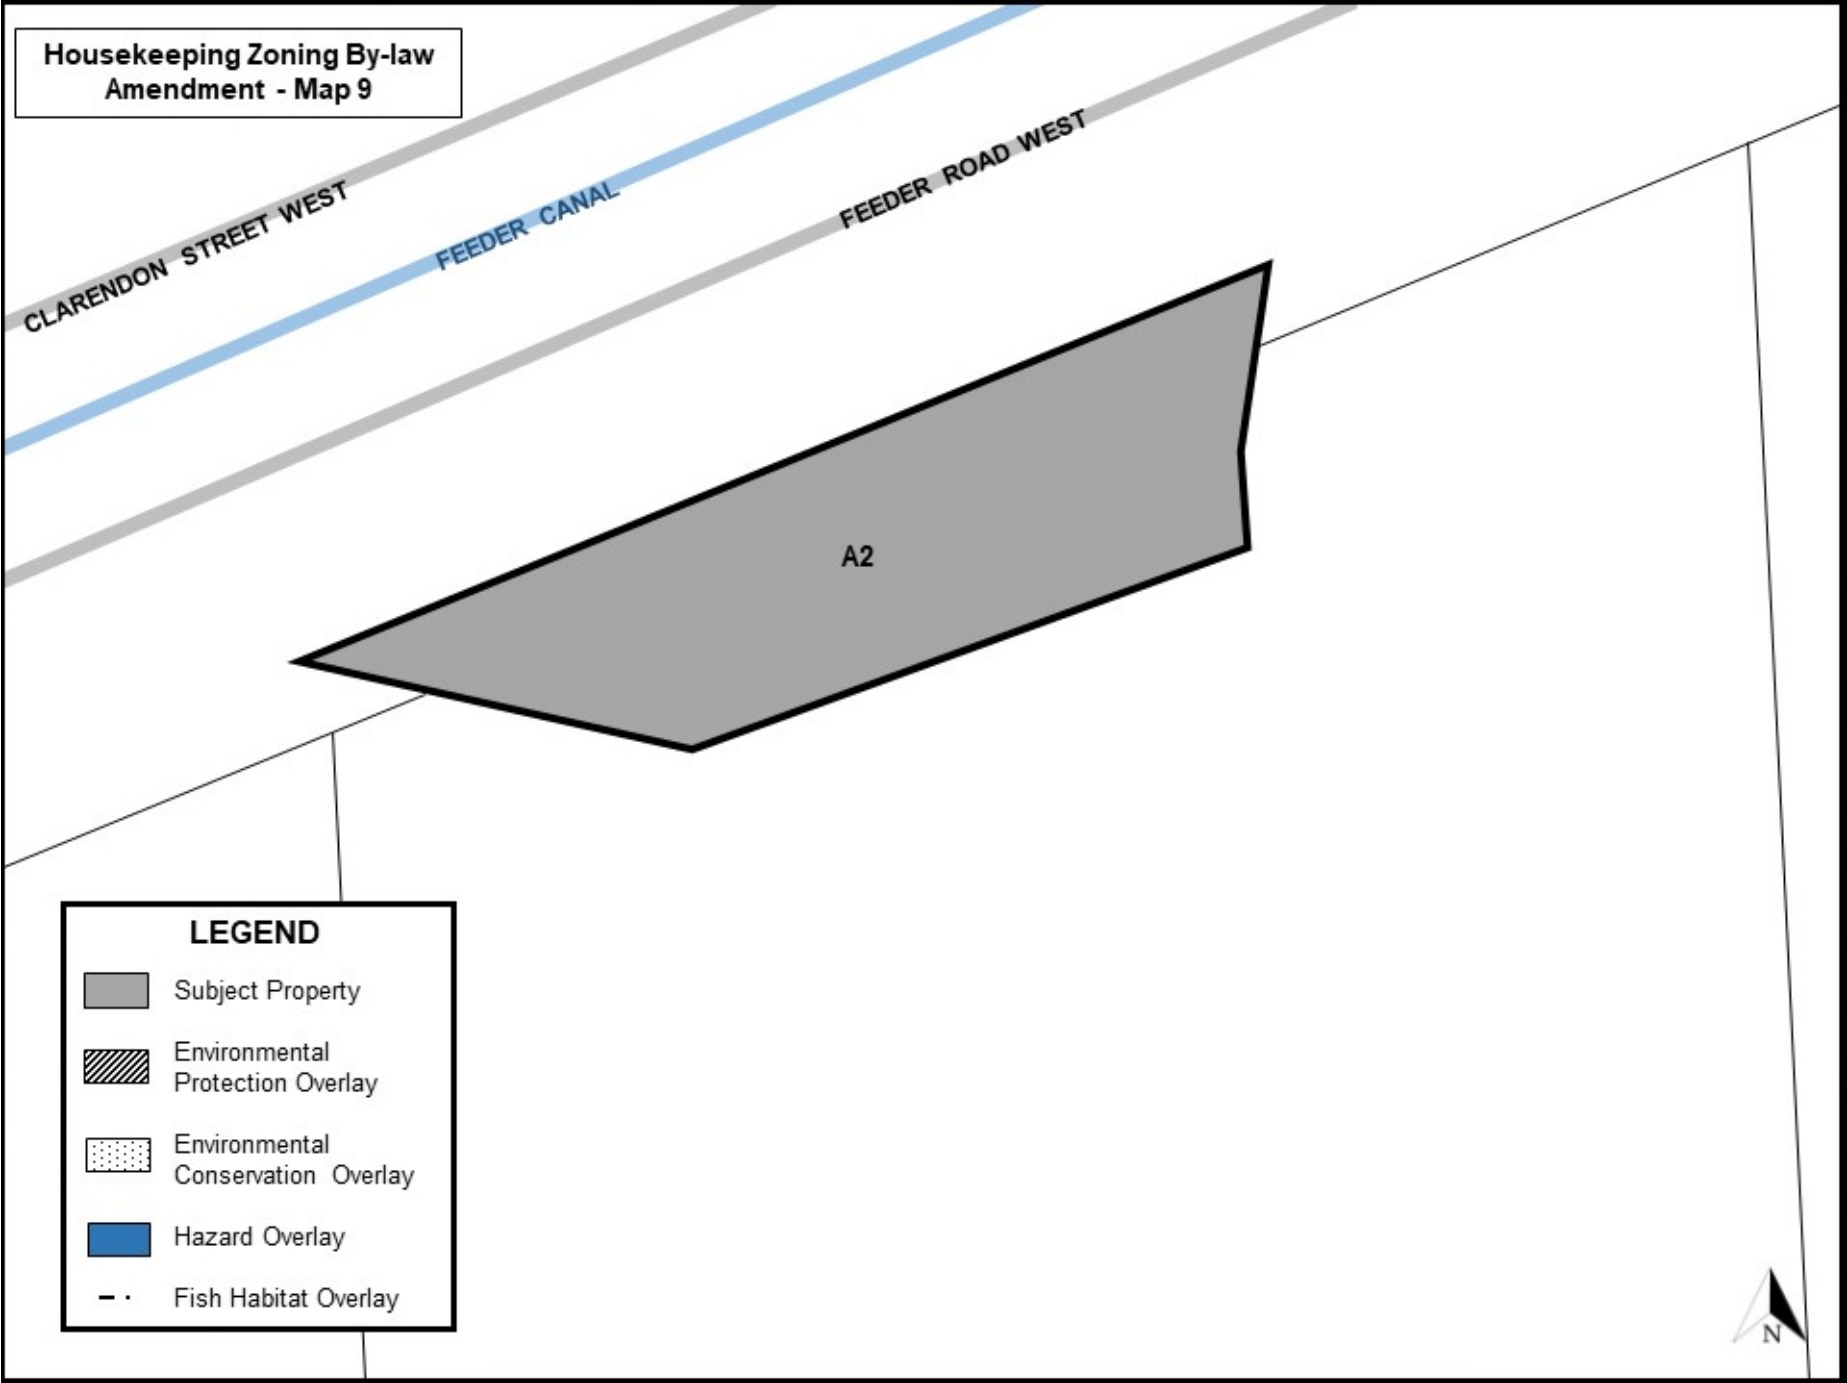 Housekeeping Zoning By-law
Amendment - Map 9
CLARENDON STREET WEST
FEEDER CANAL
FEEDER ROAD WEST
A2
LEGEND
Subject Property
Environmental
Protection Overlay
Environmental
Conservation Overlay
Hazard Overlay
Fish Habitat Overlay
N